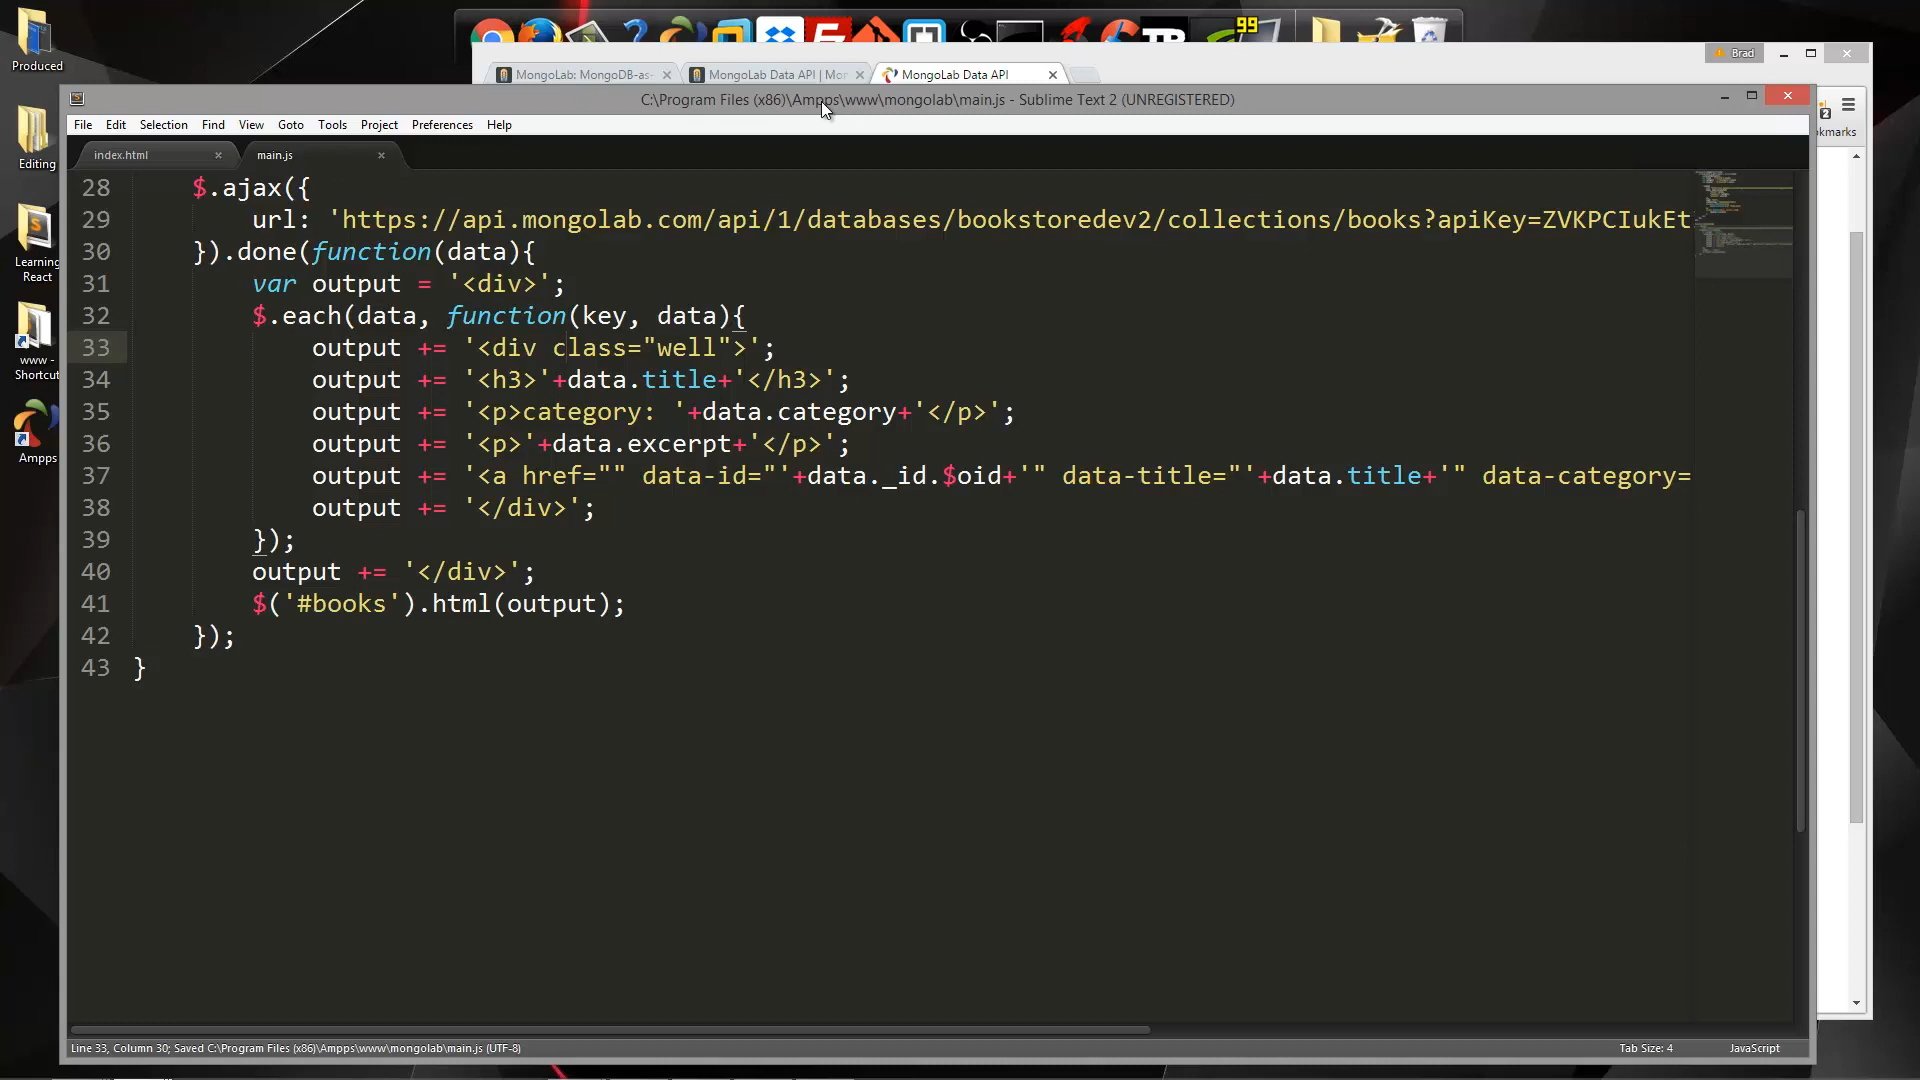 Produced
Editing
Learning
React
www -
Shortcut
Ampps
99
Brad
MongoLab: MongoDB-as-
MongoLab Data API | Mor
MongoLab Data API
2
kmarks
C:\Program Files (x86)\Ampps\www\mongolab\main.js - Sublime Text 2 (UNREGISTERED)
File Edit Selection Find View Goto Tools Project Preferences Help
index.html
main.js
28 $.ajax({
29 url: 'https://api.mongolab.com/api/1/databases/bookstoredev2/collections/books?apiKey=ZVKPCIukEt
30 }).done(function(data){
31 var output = '<div>';
32 $.each(data, function(key, data){
33 output += '<div class="well">';
34 output += '<h3>'+data.title+'</h3>';
35 output += '<p>category: '+data.category+'</p>';
36 output += '<p>'+data.excerpt+'</p>';
37 output += '<a href="" data-id="'+data._id.$oid+'" data-title="'+data.title+'" data-category=
38 output += '</div>';
39 });
40 output += '</div>';
41 $('#books').html(output);
42 });
43 }
Line 33, Column 30; Saved C:\Program Files (x86)\Ampps\www\mongolab\main.js (UTF-8)
Tab Size: 4
JavaScript